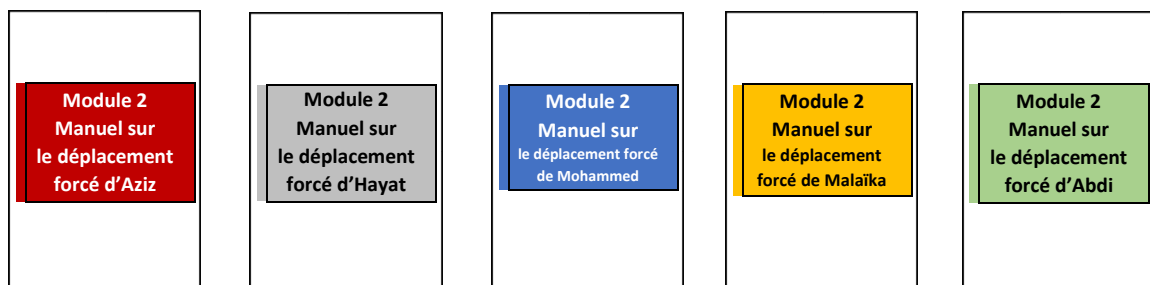 Module 2
Manuel sur
le déplacement
forcé d'Aziz
Module 2
Manuel sur
le déplacement
forcé d'Hayat
Module 2
Manuel sur
le déplacement forcé
de Mohammed
Module 2
Manuel sur
le déplacement
forcé de Malaïka
Module 2
Manuel sur
le déplacement
forcé d'Abdi